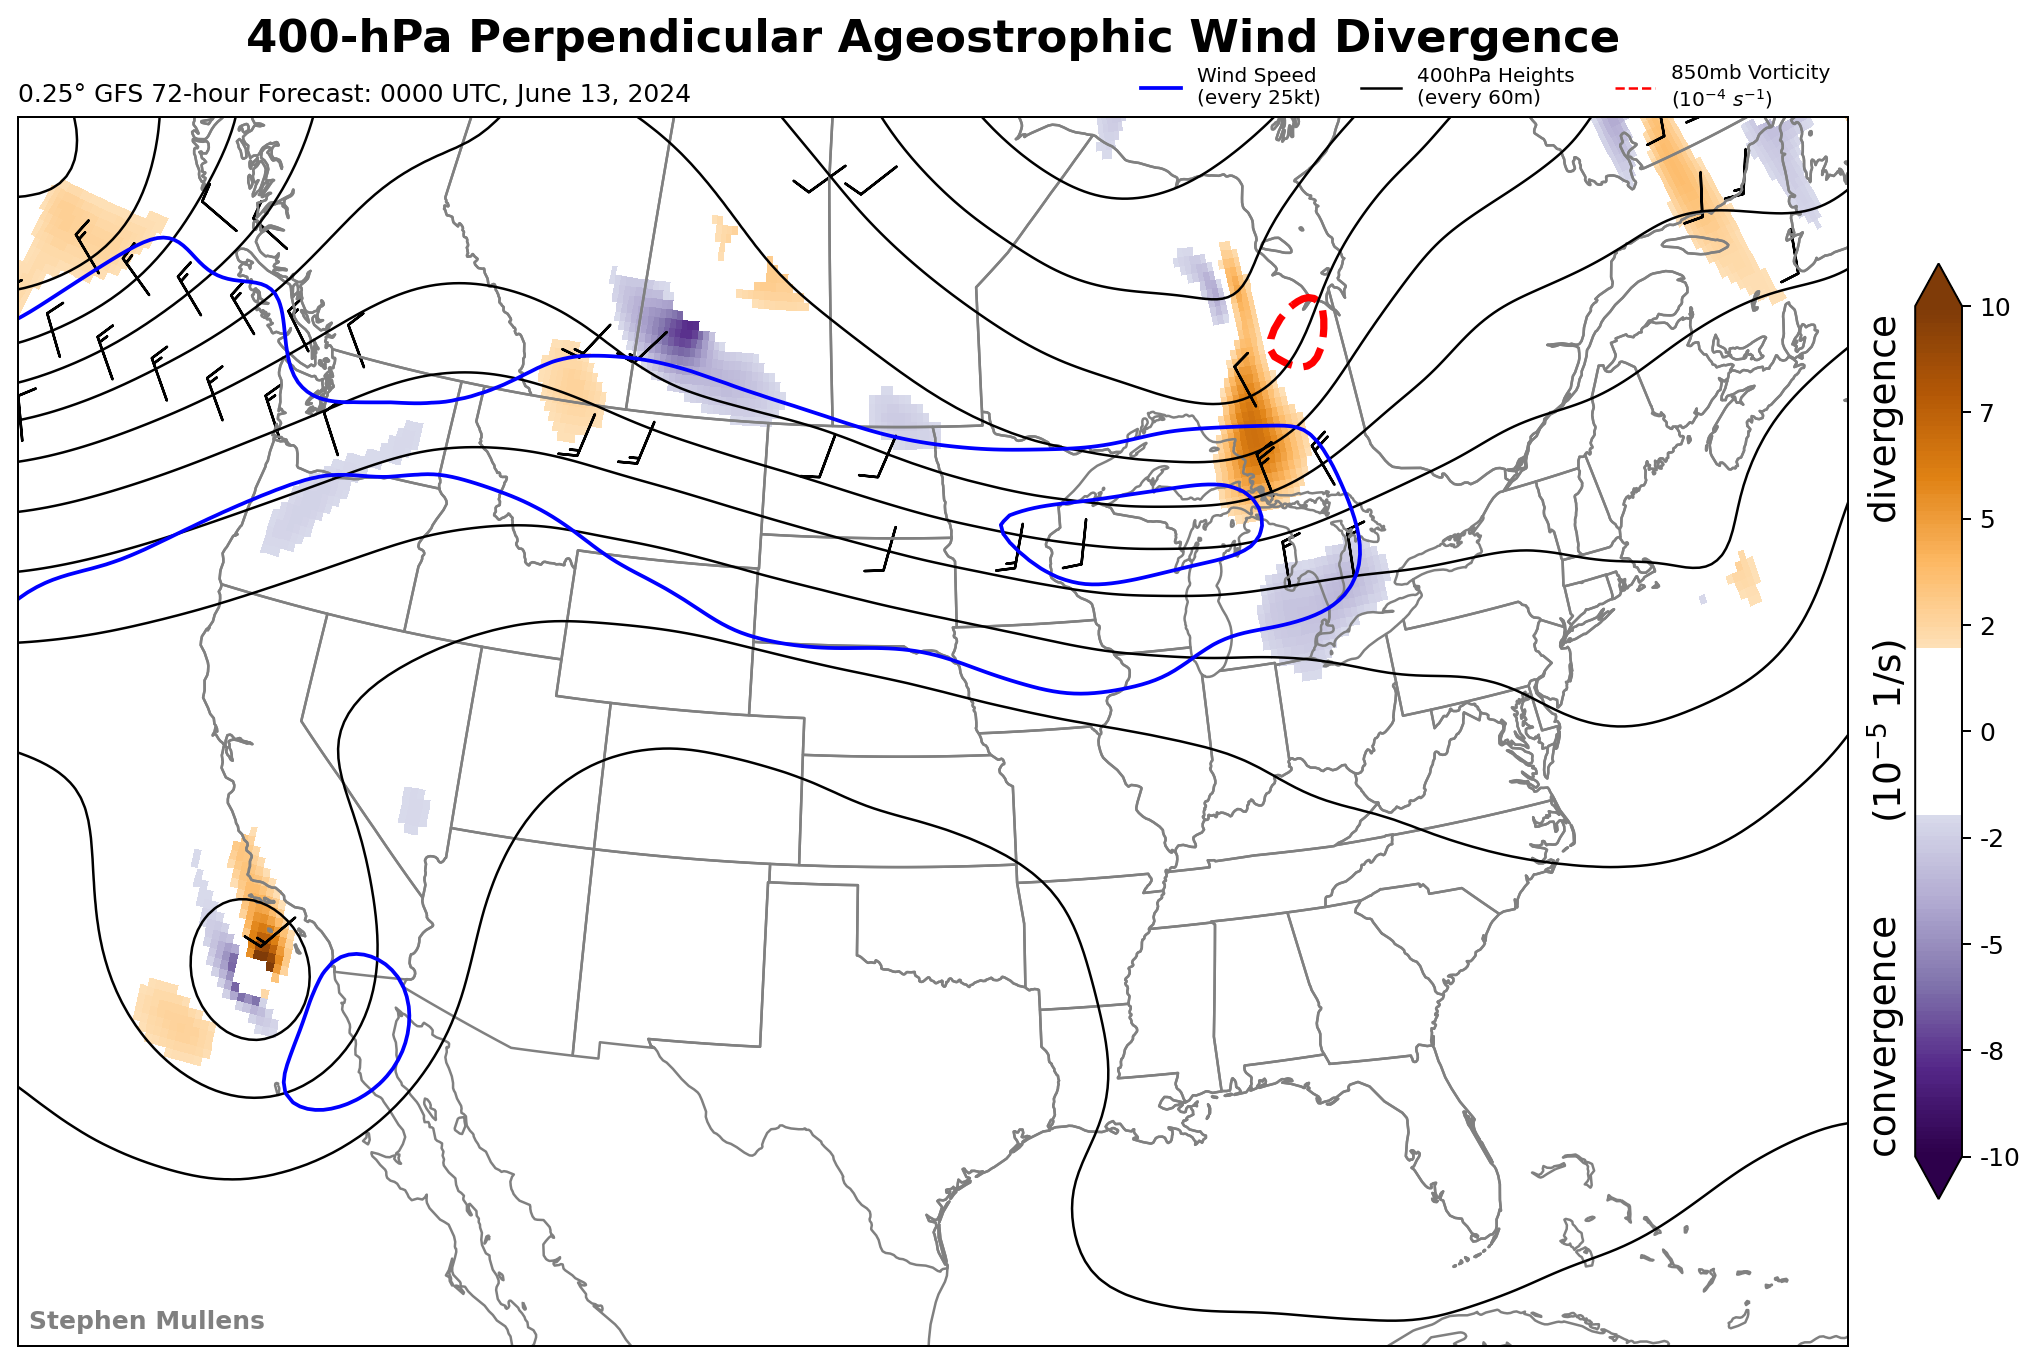 400-hPa Perpendicular Ageostrophic Wind Divergence
0.25° GFS 72-hour Forecast: 0000 UTC, June 13, 2024
Wind Speed
(every 25kt)
400hPa Heights
(every 60m)
850mb Vorticity
(10⁻⁴ s⁻¹)
10
7
5
2
0
-2
-5
-8
-10
convergence (10⁻⁵ 1/s) divergence
Stephen Mullens